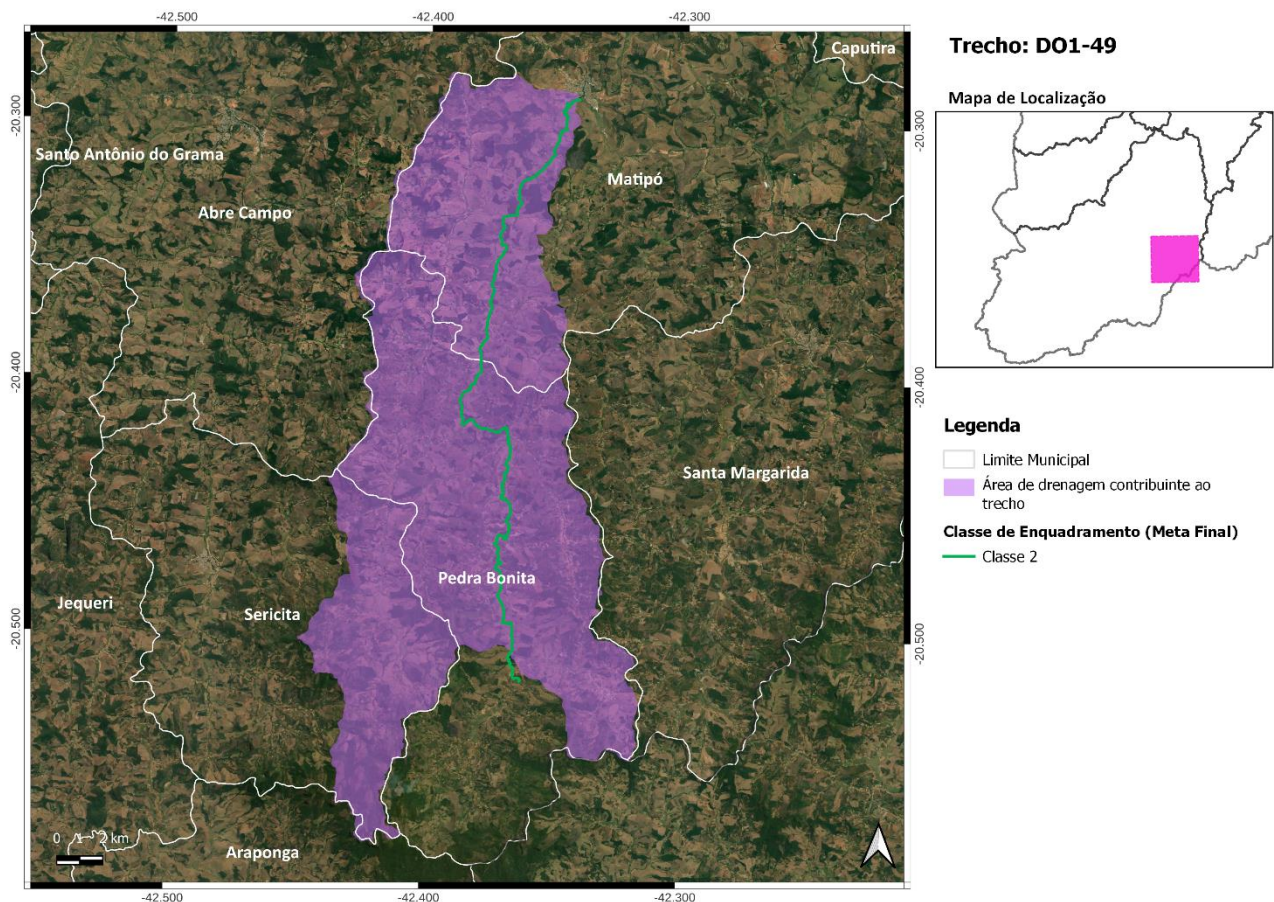 -42.500
-42.400
-42.300
Trecho: DO1-49
Caputira
Mapa de Localização
-20.300
-20.300
Santo Antônio do Grama
Matipó
Abre Campo
-20.400
-20.400
Legenda
Limite Municipal
Santa Margarida
Área de drenagem contribuinte ao
trecho
Classe de Enquadramento (Meta Final)
Classe 2
Pedra Bonita
Jequeri
Sericita
-20.500
-20.500
0 1 2 km
Araponga
-42.500
-42.400
-42.300